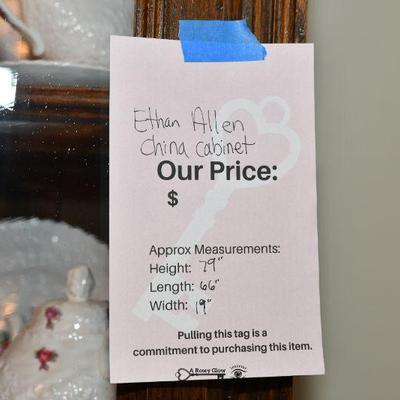 Ethan Allen
China Cabinet
Our Price:
$
Approx Measurements:
Height: 79"
Length: 66"
Width: 19"
Pulling this tag is a
commitment to purchasing this item.
A Rosey Glow